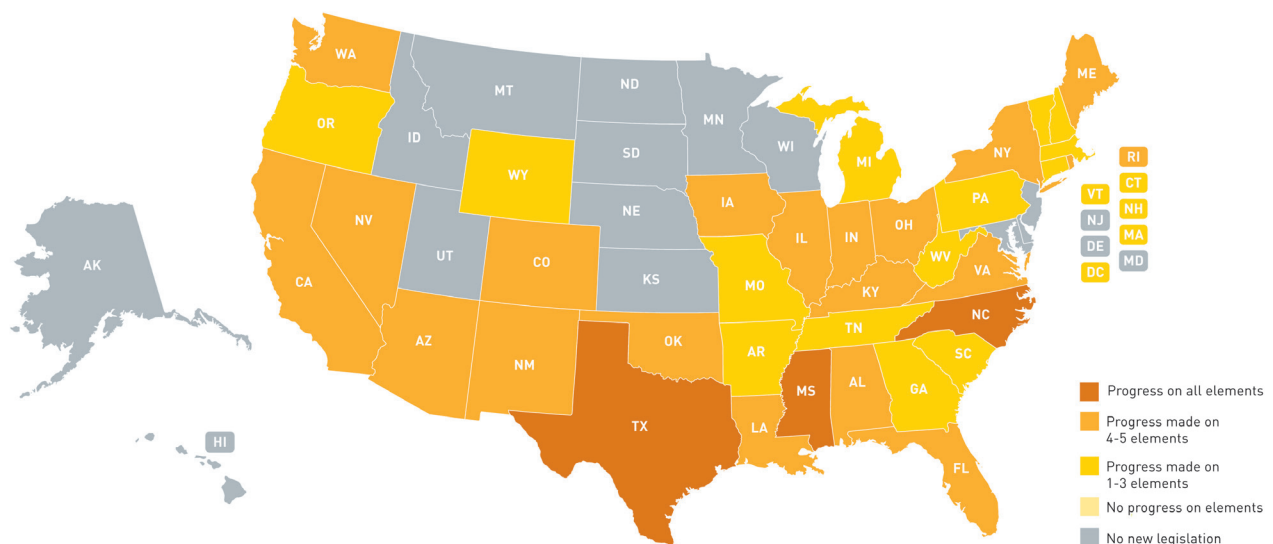 WA
MT
ND
MN
ME
OR
ID
SD
WI
MI
NY
WY
NE
IA
PA
RI
CT
VT
NH
NJ
MA
DE
MD
DC
NV
UT
CO
KS
IL
IN
OH
WV
VA
AK
CA
MO
KY
NC
AZ
NM
OK
AR
TN
SC
TX
MS
AL
GA
LA
FL
HI
Progress on all elements
Progress made on
4-5 elements
Progress made on
1-3 elements
No progress on elements
No new legislation